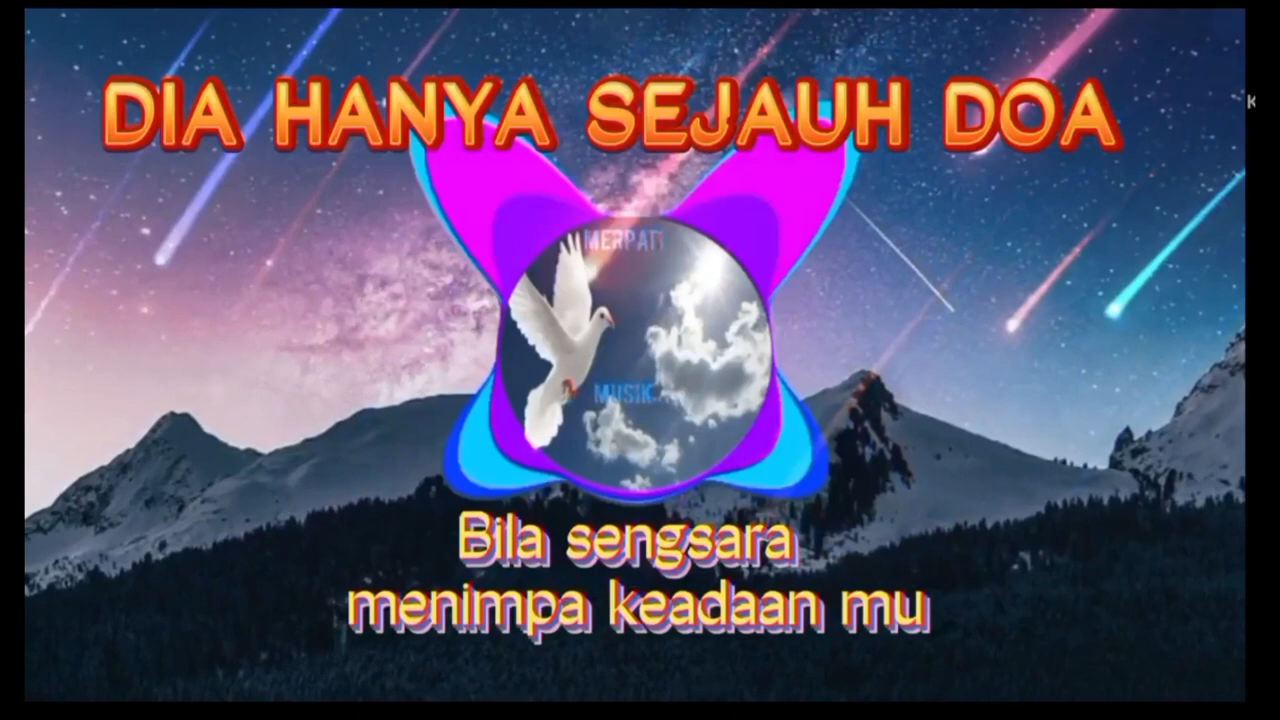 DIA HANYA SEJAUH DOA
MERPATI
MUSIK
Bila sengsara
menimpa keadaan mu